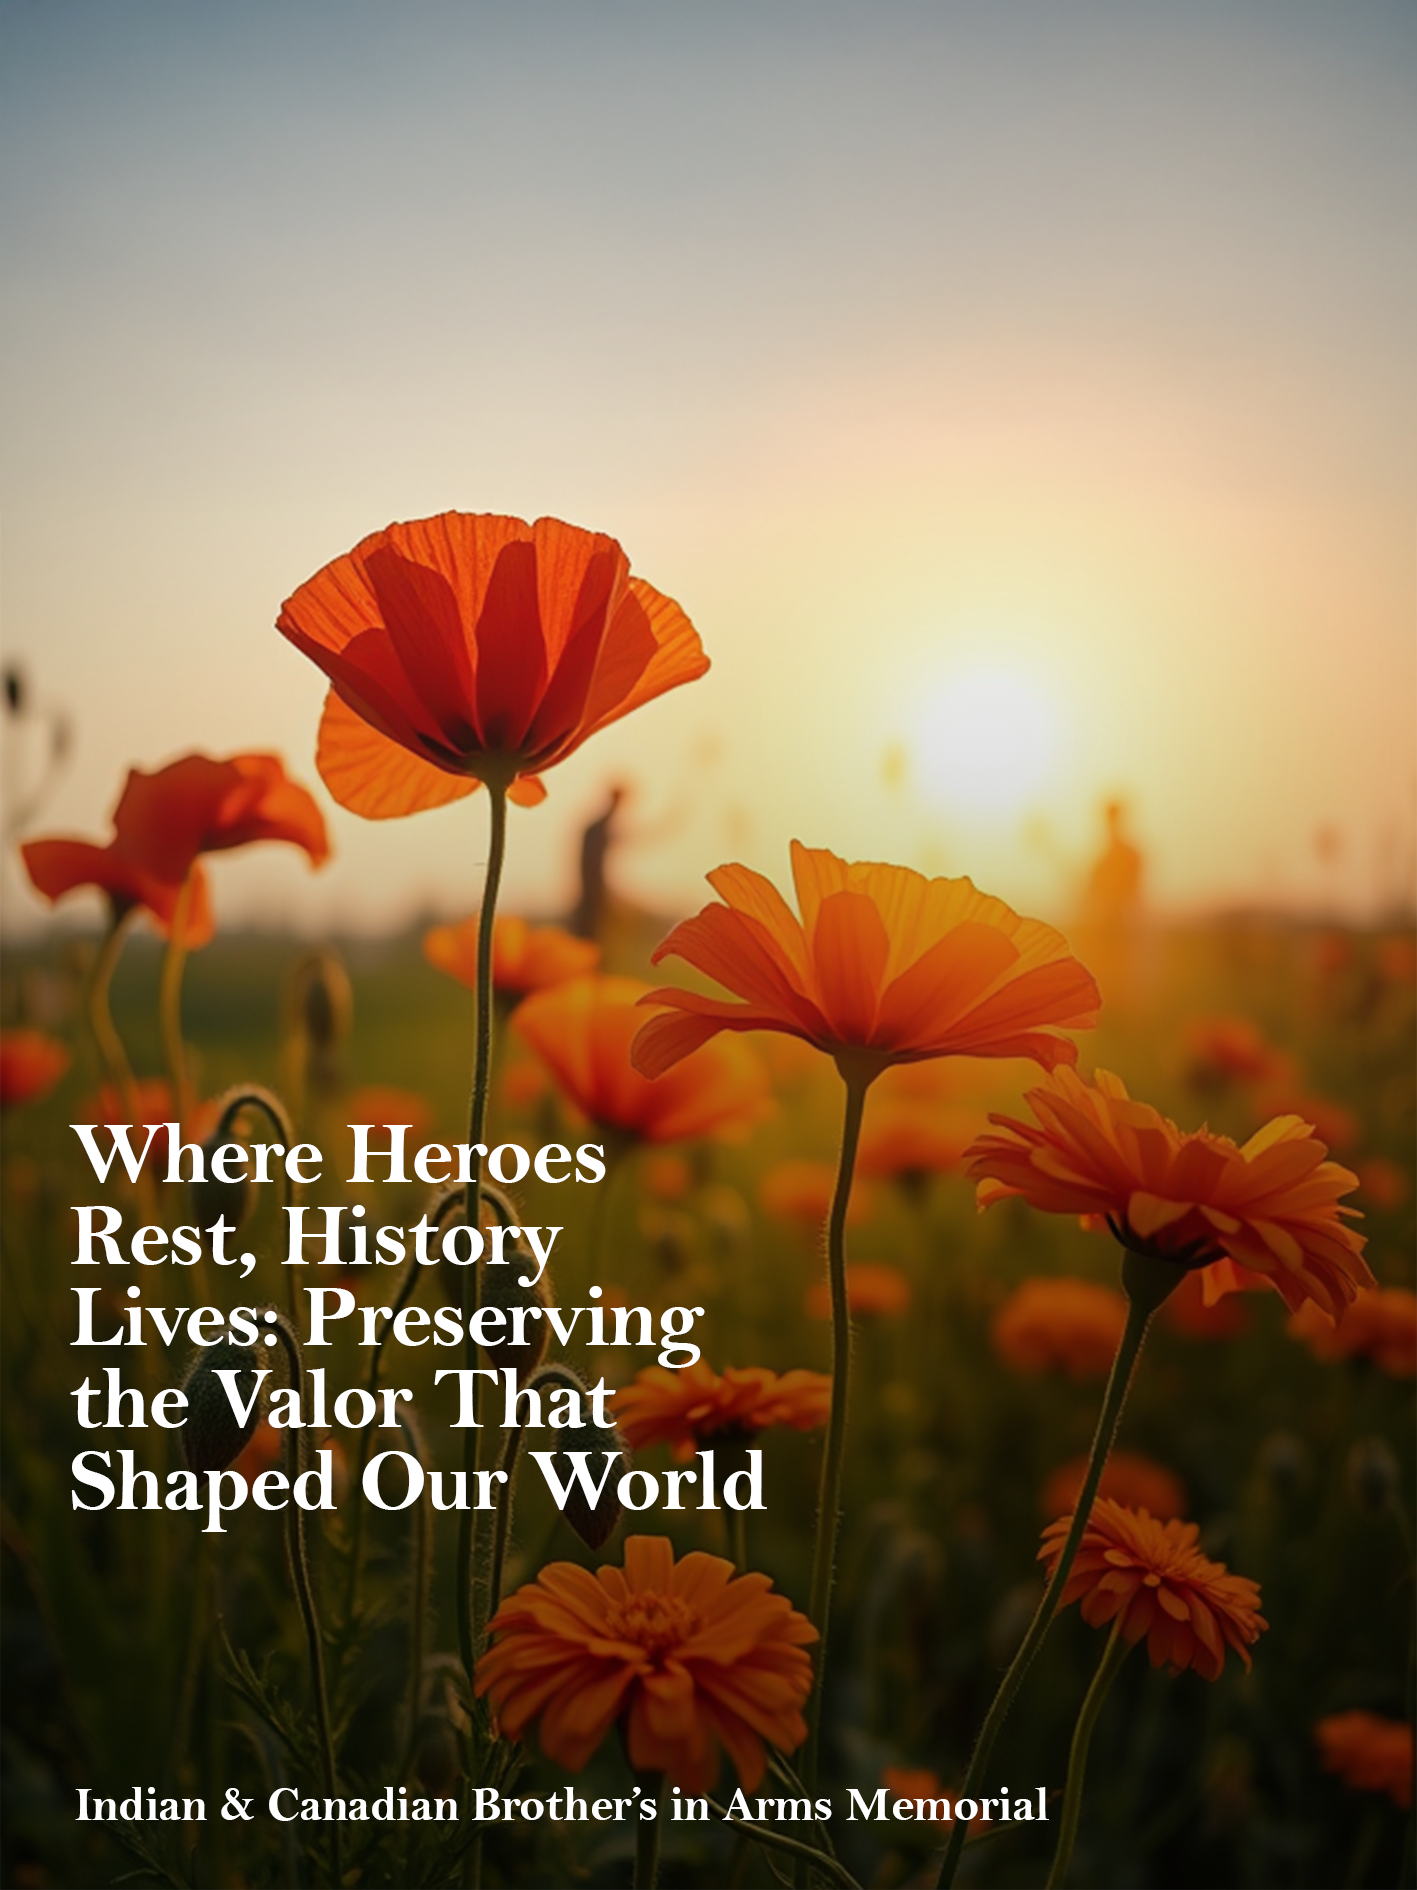 Where Heroes
Rest, History
Lives: Preserving
the Valor That
Shaped Our World
Indian & Canadian Brother’s in Arms Memorial